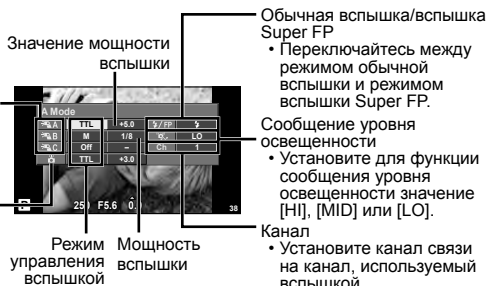 Обычная вспышка/вспышка
Super FP
• Переключайтесь между
режимом обычной
вспышки и режимом
вспышки Super FP.
Сообщение уровня
освещенности
• Установите для функции
сообщения уровня
освещенности значение
[HI], [MID] или [LO].
Канал
• Установите канал связи
на канал, используемый
вспышкой
Значение мощности
вспышки
A Mode
A TTL +5.0 /FP
B M 1/8 LO
C Off – Ch 1
TTL +3.0
250 F5.6 0.0
38
Режим
управления
вспышкой
Мощность
вспышки